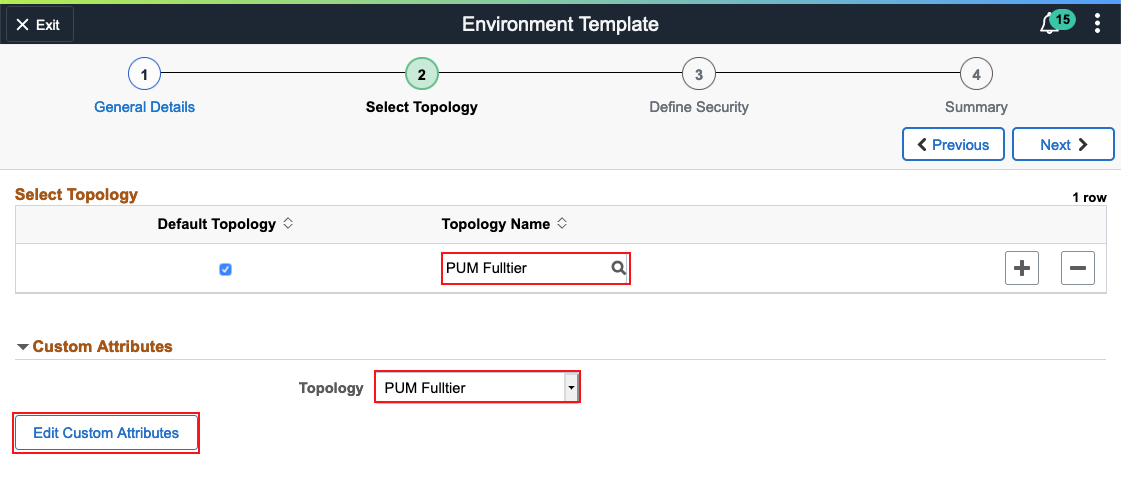 Exit
Environment Template
15
1
2
3
4
General Details
Select Topology
Define Security
Summary
Previous
Next
Select Topology
1 row
Default Topology
Topology Name
PUM Fulltier
Custom Attributes
Topology
PUM Fulltier
Edit Custom Attributes